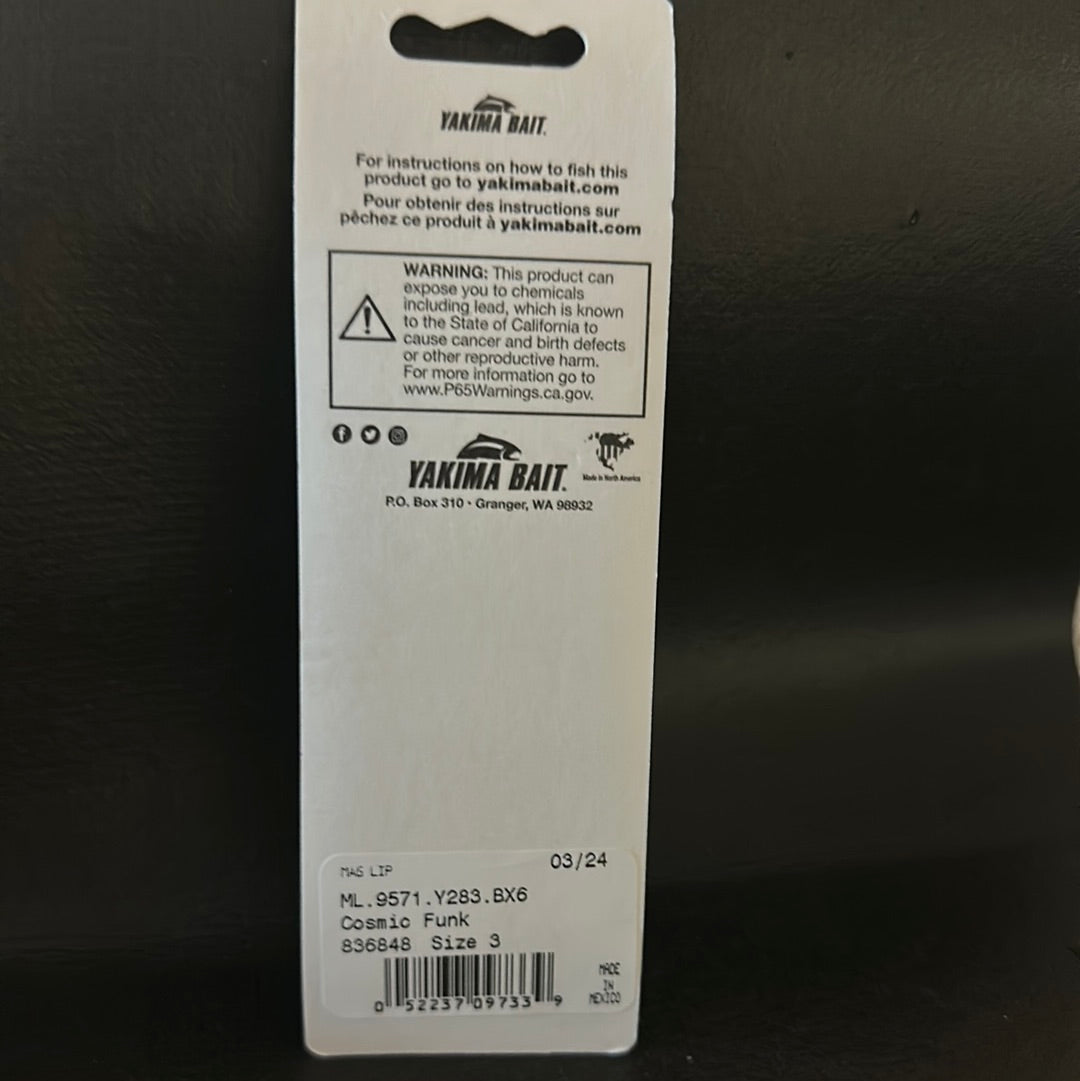 YAKIMA BAIT.
For instructions on how to fish this
product go to yakimabait.com
Pour obtenir des instructions sur
pêchez ce produit à yakimabait.com
WARNING: This product can
expose you to chemicals
including lead, which is known
to the State of California to
cause cancer and birth defects
or other reproductive harm.
For more information go to
www.P65Warnings.ca.gov.
YAKIMA BAIT.
Made in North America
P.O. Box 310 • Granger, WA 98932
MAG LIP
03/24
ML.9571.Y283.BX6
Cosmic Funk
836848 Size 3
0 52237 09733 9
MADE
IN
MEXICO